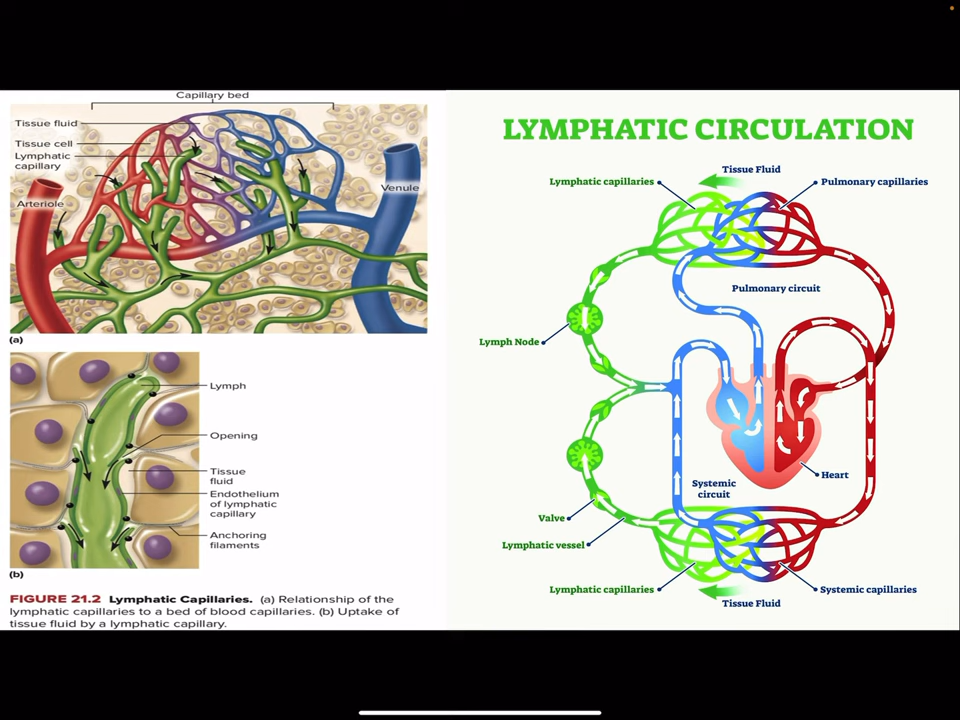 Capillary bed
Tissue fluid
Tissue cell
Lymphatic
capillary
Arteriole
Venule
(a)
Lymph
Opening
Tissue
fluid
Endothelium
of lymphatic
capillary
Anchoring
filaments
(b)
FIGURE 21.2 Lymphatic Capillaries. (a) Relationship of the
lymphatic capillaries to a bed of blood capillaries. (b) Uptake of
tissue fluid by a lymphatic capillary.
LYMPHATIC CIRCULATION
Tissue Fluid
Lymphatic capillaries
Pulmonary capillaries
Pulmonary circuit
Lymph Node
Heart
Systemic
circuit
Valve
Lymphatic vessel
Lymphatic capillaries
Systemic capillaries
Tissue Fluid